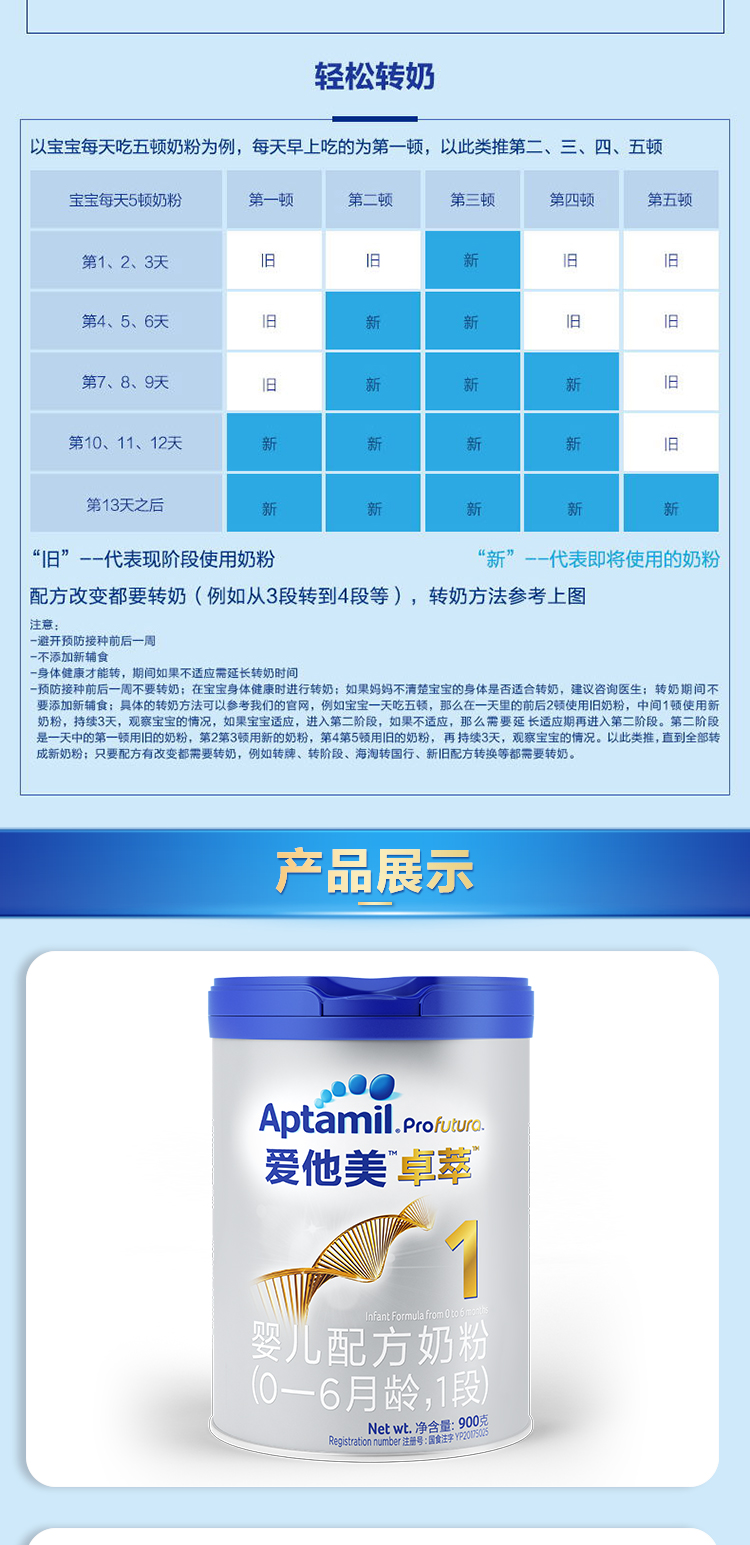 轻松转奶
以宝宝每天吃五顿奶粉为例，每天早上吃的为第一顿，以此类推第二、三、四、五顿
宝宝每天5顿奶粉 第一顿 第二顿 第三顿 第四顿 第五顿
第1、2、3天 旧 旧 新 旧 旧
第4、5、6天 旧 新 新 旧 旧
第7、8、9天 旧 新 新 新 旧
第10、11、12天 新 新 新 新 旧
第13天之后 新 新 新 新 新
“旧”--代表现阶段使用奶粉 “新”--代表即将使用的奶粉
配方改变都要转奶（例如从3段转到4段等），转奶方法参考上图
注意：
-避开预防接种前后一周
-不添加新辅食
-身体健康才能转，期间如果不适应需延长转奶时间
-预防接种前后一周不要转奶；在宝宝身体健康时进行转奶；如果妈妈不清楚宝宝的身体是否适合转奶，建议咨询医生；转奶期间不
要添加新辅食；具体的转奶方法可以参考我们的官网，例如宝宝一天吃五顿，那么在一天里的前后2顿使用旧奶粉，中间1顿使用新
奶粉，持续3天，观察宝宝的情况，如果宝宝适应，进入第二阶段，如果不适应，那么需要延长适应期再进入第二阶段。第二阶段
是一天中的第一顿用旧的奶粉，第2第3顿用新的奶粉，第4第5顿用旧的奶粉，再持续3天，观察宝宝的情况。以此类推，直到全部转
成新奶粉；只要配方有改变都需要转奶，例如转牌、转阶段、海淘转国行、新旧配方转换等都需要转奶。
产品展示
Aptamil Profutura
爱他美™卓萃™
1
Infant Formula from 0 to 6 months
婴儿配方奶粉
(0—6月龄,1段)
Net wt. 净含量: 900克
Registration number 注册号: 国食注字 YP20175025